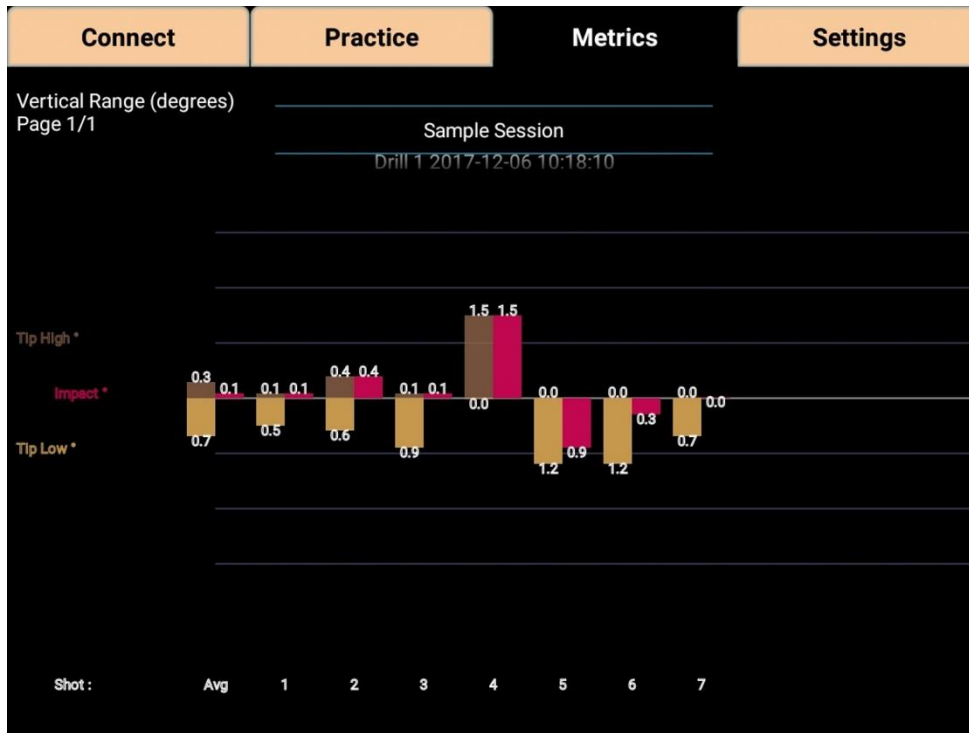 Connect Practice Metrics Settings
Vertical Range (degrees)
Page 1/1
Sample Session
Drill 1 2017-12-06 10:18:10
1.5 1.5
Tip High *
0.3 0.1 0.1 0.1 0.4 0.4 0.1 0.1 0.0 0.0 0.0
Impact *
0.0 0.0
Tip Low *
0.7 0.5 0.6 0.9 1.2 0.9 1.2 0.3 0.7
Shot : Avg 1 2 3 4 5 6 7